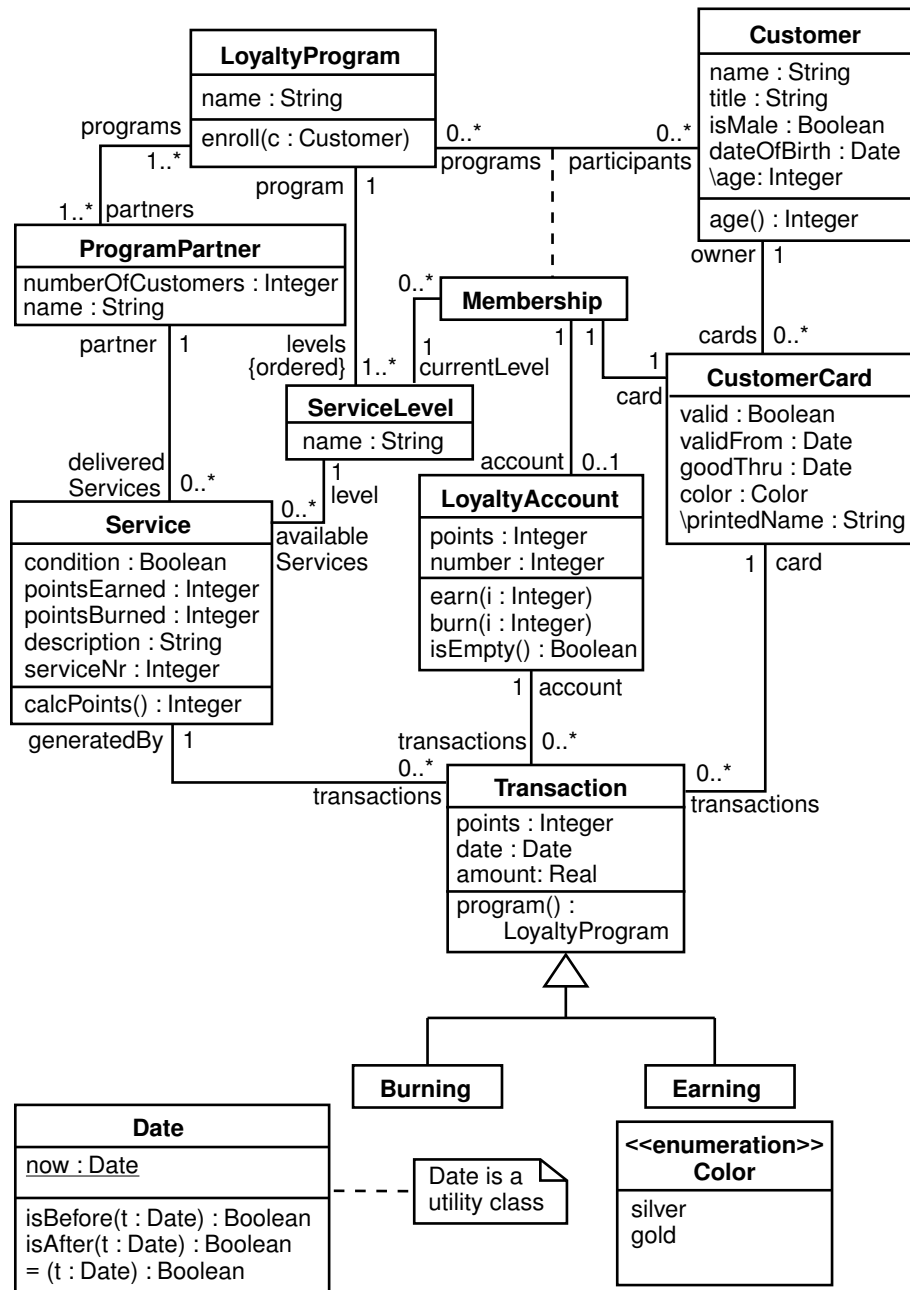 LoyaltyProgram
name : String
enroll(c : Customer)
Customer
name : String
title : String
isMale : Boolean
dateOfBirth : Date
\age: Integer
age() : Integer
programs
1..*
0..*
programs
0..*
participants
program
1
1..*
partners
owner
1
ProgramPartner
numberOfCustomers : Integer
name : String
partner
1
0..*
Membership
1
1
levels
{ordered}
1..*
1
currentLevel
cards
0..*
1
card
ServiceLevel
name : String
CustomerCard
valid : Boolean
validFrom : Date
goodThru : Date
color : Color
\printedName : String
delivered
Services
0..*
1
level
0..*
available
Services
account
0..1
Service
condition : Boolean
pointsEarned : Integer
pointsBurned : Integer
description : String
serviceNr : Integer
calcPoints() : Integer
LoyaltyAccount
points : Integer
number : Integer
earn(i : Integer)
burn(i : Integer)
isEmpty() : Boolean
1
card
1
account
generatedBy
1
transactions
0..*
0..*
transactions
0..*
transactions
Transaction
points : Integer
date : Date
amount: Real
program() :
LoyaltyProgram
Burning
Earning
Date
now : Date
isBefore(t : Date) : Boolean
isAfter(t : Date) : Boolean
= (t : Date) : Boolean
Date is a
utility class
<<enumeration>>
Color
silver
gold